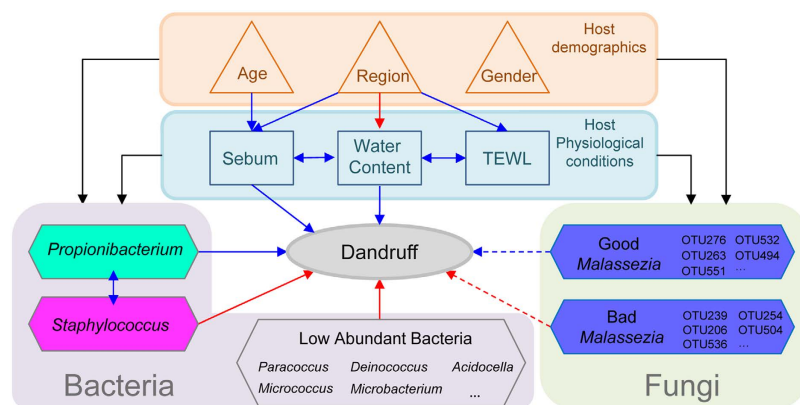 Host
demographics
Age
Region
Gender
Host
Physiological
conditions
Sebum
Water
Content
TEWL
Propionibacterium
Staphylococcus
Bacteria
Dandruff
Low Abundant Bacteria
Paracoccus Deinococcus Acidocella
Micrococcus Microbacterium ...
Good
Malassezia
OTU276 OTU532
OTU263 OTU494
OTU551 ...
Bad
Malassezia
OTU239 OTU254
OTU206 OTU504
OTU536 ...
Fungi